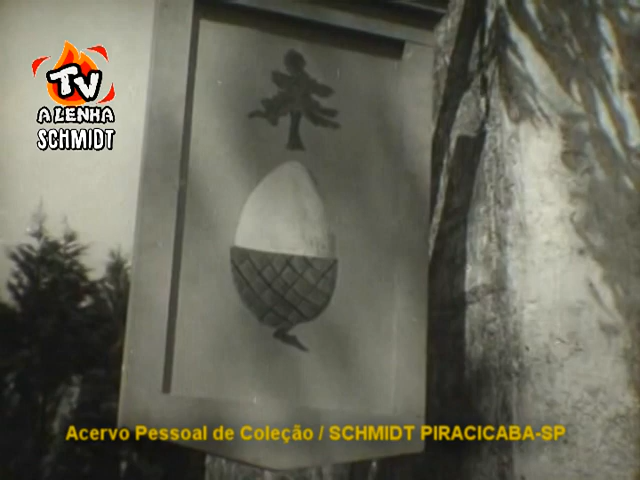 TV
A LENHA
SCHMIDT
Acervo Pessoal de Coleção / SCHMIDT PIRACICABA-SP